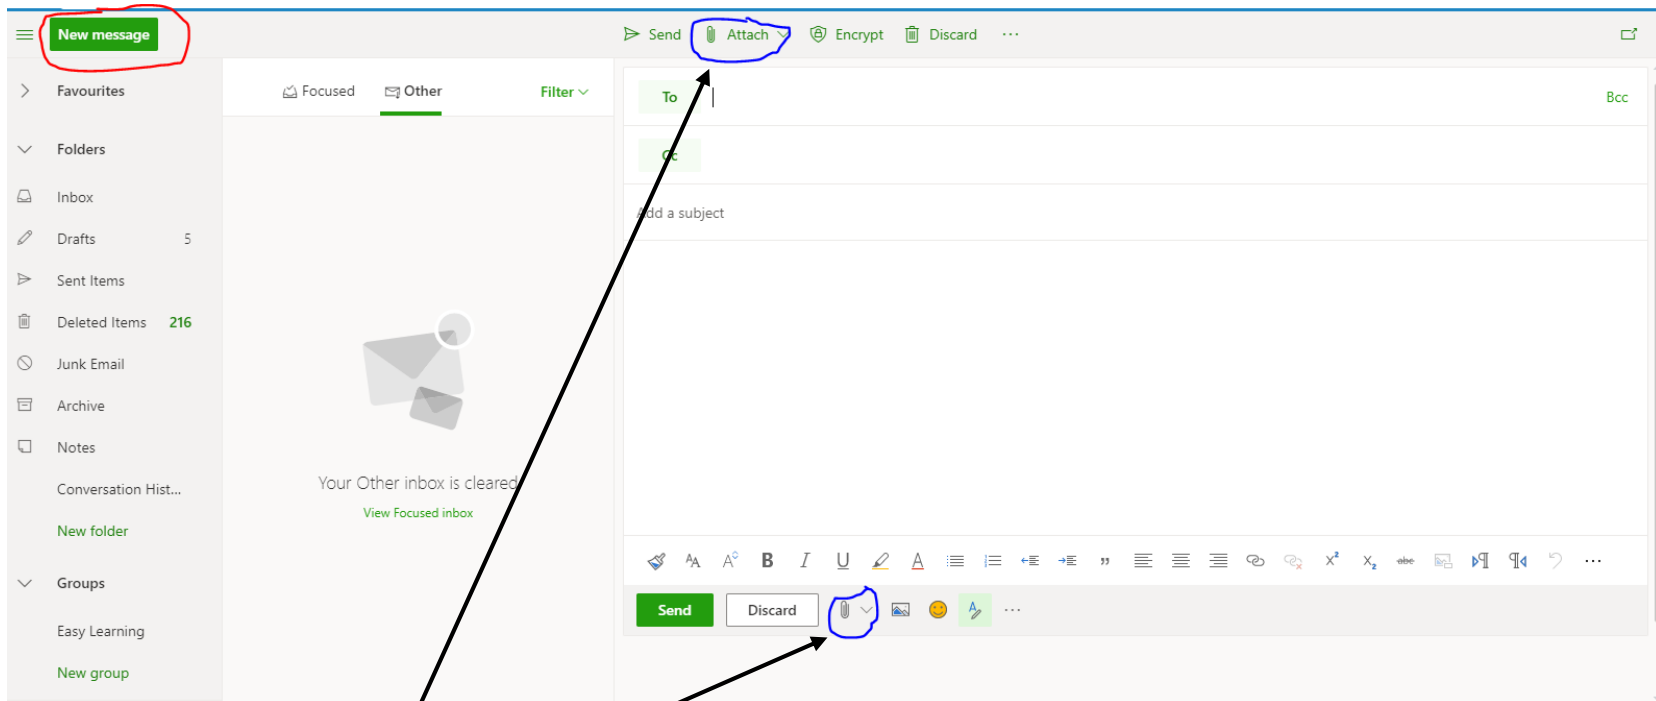 New message
Send Attach Encrypt Discard ...
Favourites
Folders
Inbox
Drafts 5
Sent Items
Deleted Items 216
Junk Email
Archive
Notes
Conversation Hist...
New folder
Groups
Easy Learning
New group
Focused Other Filter
Your Other inbox is cleared
View Focused inbox
To Bcc
Cc
Add a subject
Send Discard